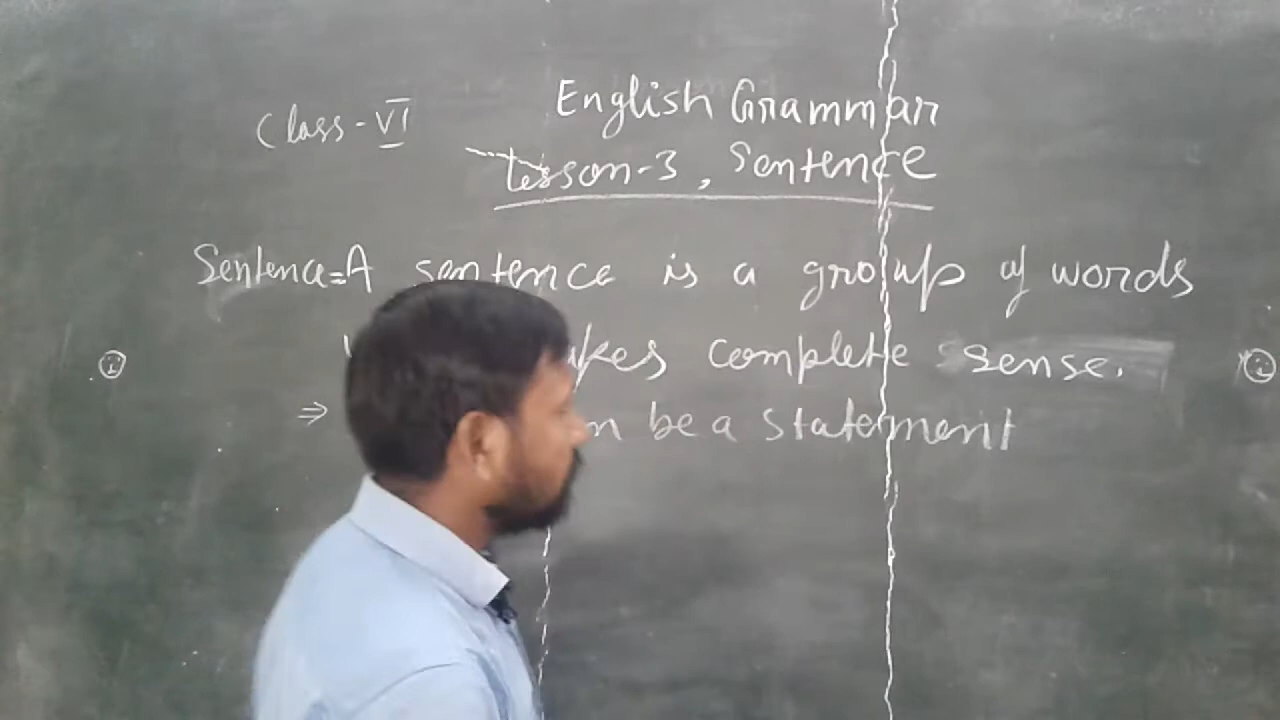 Class-VI
English Grammar
Lesson-3, Sentence
Sentence=A sentence is a group of words
complete sense.
⇒ be a statement